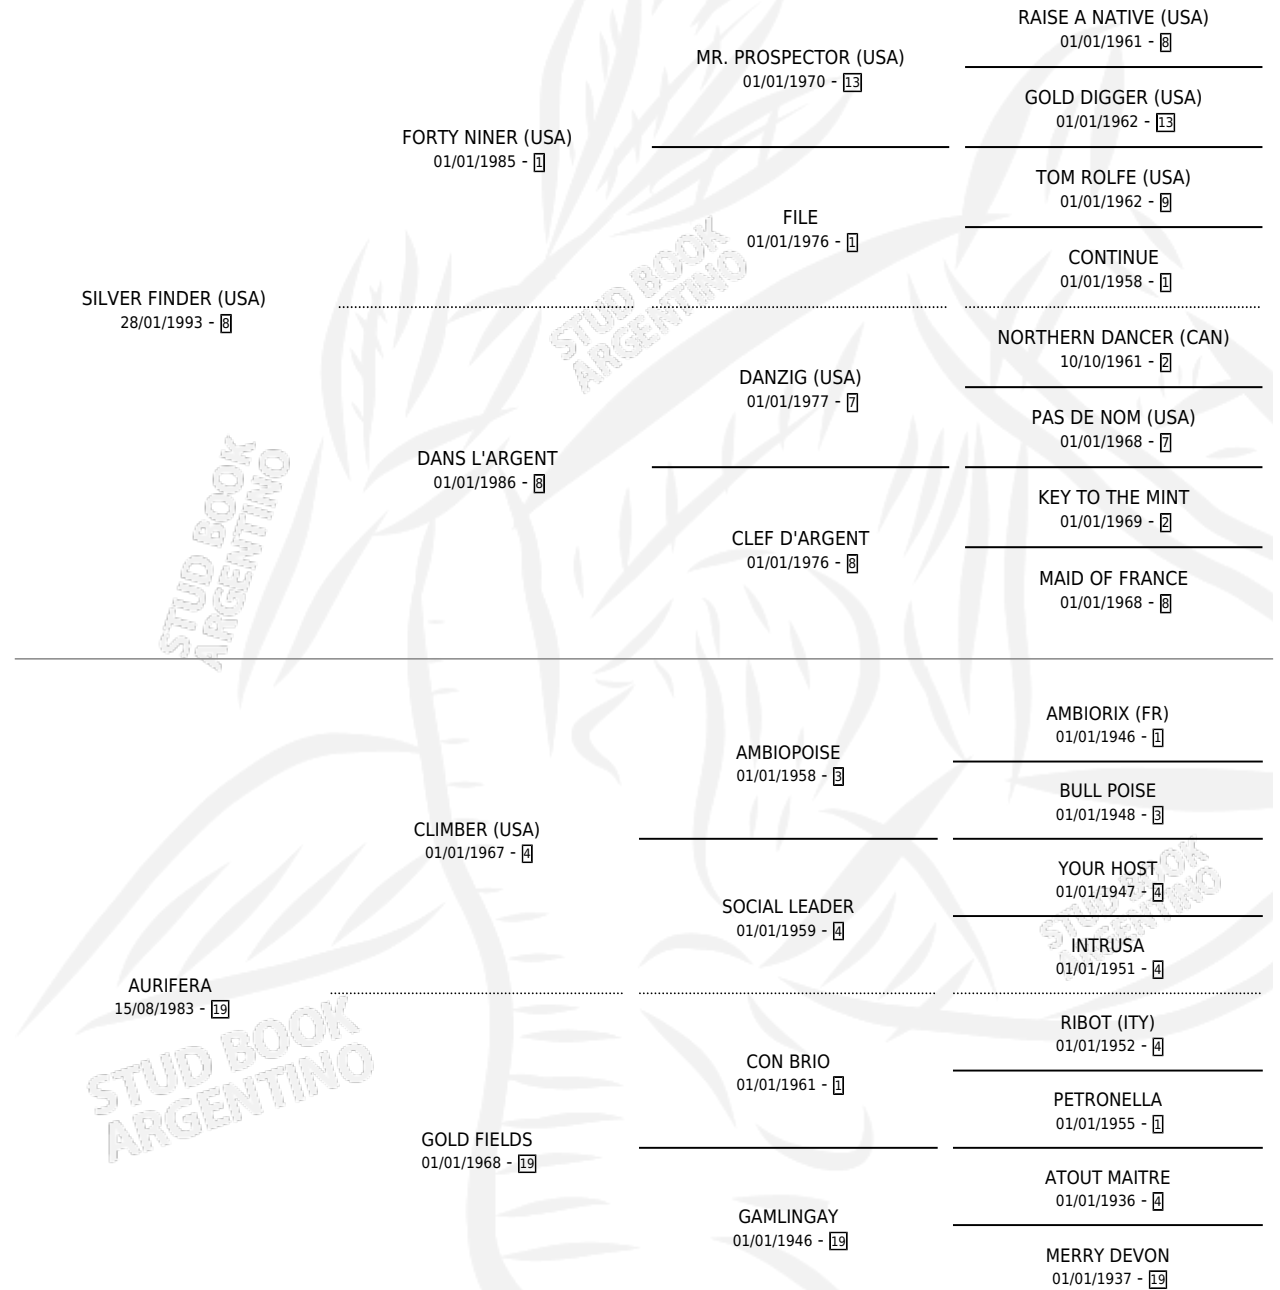 RAISE A NATIVE (USA)
01/01/1961 - 8
MR. PROSPECTOR (USA)
01/01/1970 - 13
GOLD DIGGER (USA)
01/01/1962 - 13
FORTY NINER (USA)
01/01/1985 - 1
TOM ROLFE (USA)
01/01/1962 - 9
FILE
01/01/1976 - 1
CONTINUE
01/01/1958 - 1
SILVER FINDER (USA)
28/01/1993 - 8
NORTHERN DANCER (CAN)
10/10/1961 - 2
DANZIG (USA)
01/01/1977 - 7
PAS DE NOM (USA)
01/01/1968 - 7
DANS L'ARGENT
01/01/1986 - 8
KEY TO THE MINT
01/01/1969 - 2
CLEF D'ARGENT
01/01/1976 - 8
MAID OF FRANCE
01/01/1968 - 8
AMBIORIX (FR)
01/01/1946 - 1
AMBIOPOISE
01/01/1958 - 3
BULL POISE
01/01/1948 - 3
CLIMBER (USA)
01/01/1967 - 4
YOUR HOST
01/01/1947 - 4
SOCIAL LEADER
01/01/1959 - 4
INTRUSA
01/01/1951 - 4
AURIFERA
15/08/1983 - 19
RIBOT (ITY)
01/01/1952 - 4
CON BRIO
01/01/1961 - 1
PETRONELLA
01/01/1955 - 1
GOLD FIELDS
01/01/1968 - 19
ATOUT MAITRE
01/01/1936 - 4
GAMLINGAY
01/01/1946 - 19
MERRY DEVON
01/01/1937 - 19
STUD BOOK
ARGENTINO
STUD BOOK
ARGENTINO
STUD BOOK
ARGENTINO
STUD BOOK
ARGENTINO